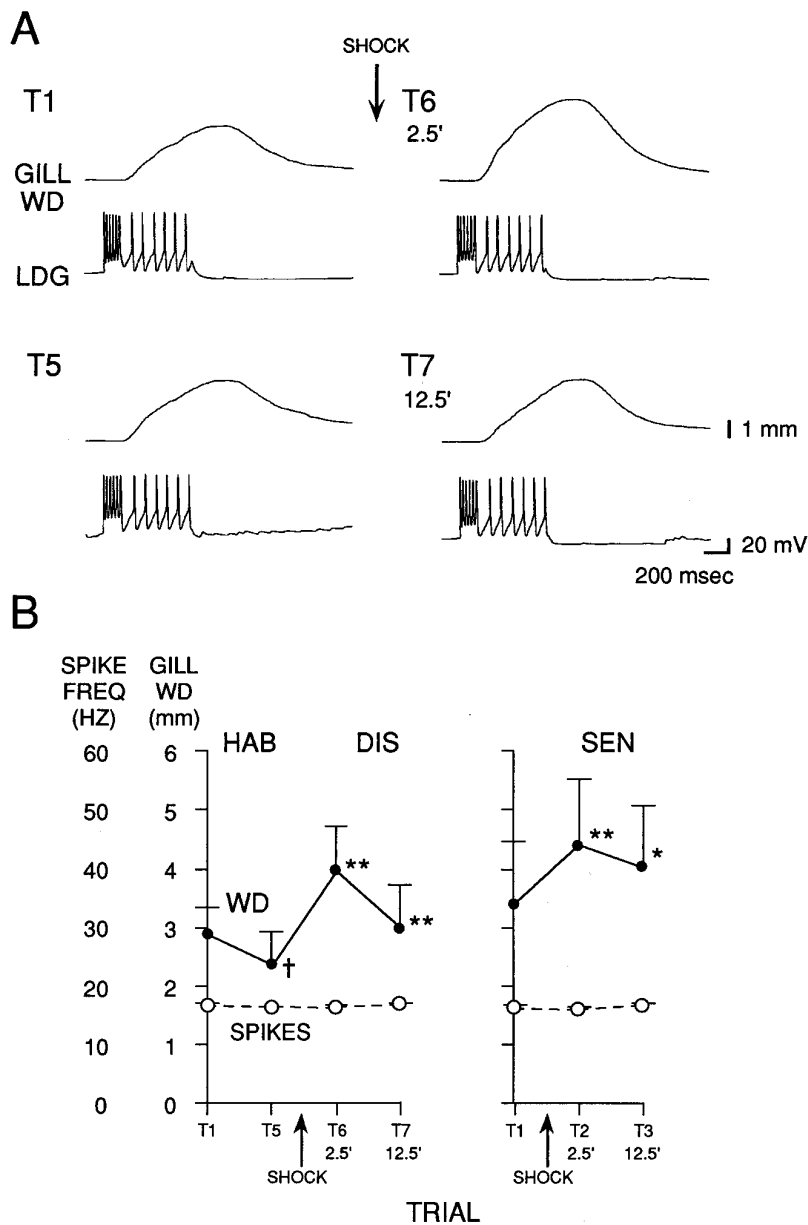 A
SHOCK
T1
T6
2.5'
GILL
WD
LDG
T5
T7
12.5'
1 mm
20 mV
200 msec
B
SPIKE
FREQ
(HZ)
GILL
WD
(mm)
HAB
DIS
SEN
60
50
40
30
20
10
0
6
5
4
3
2
1
0
WD
SPIKES
†
**
**
**
*
T1
T5
T6
2.5'
T7
12.5'
SHOCK
T1
T2
2.5'
T3
12.5'
SHOCK
TRIAL